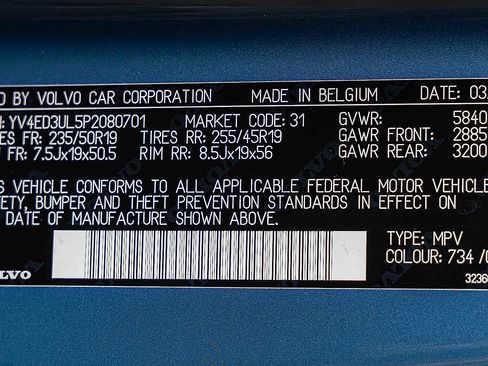 D BY VOLVO CAR CORPORATION MADE IN BELGIUM DATE: 03
: YV4ED3UL5P2080701 MARKET CODE: 31 GVWR: 5840
ES FR: 235/50R19 TIRES RR: 255/45R19 GAWR FRONT: 2885
FR: 7.5Jx19x50.5 RIM RR: 8.5Jx19x56 GAWR REAR: 3200
S VEHICLE CONFORMS TO ALL APPLICABLE FEDERAL MOTOR VEHICLE
ETY, BUMPER AND THEFT PREVENTION STANDARDS IN EFFECT ON
DATE OF MANUFACTURE SHOWN ABOVE.
TYPE: MPV
LVO COLOUR: 734 /
3236